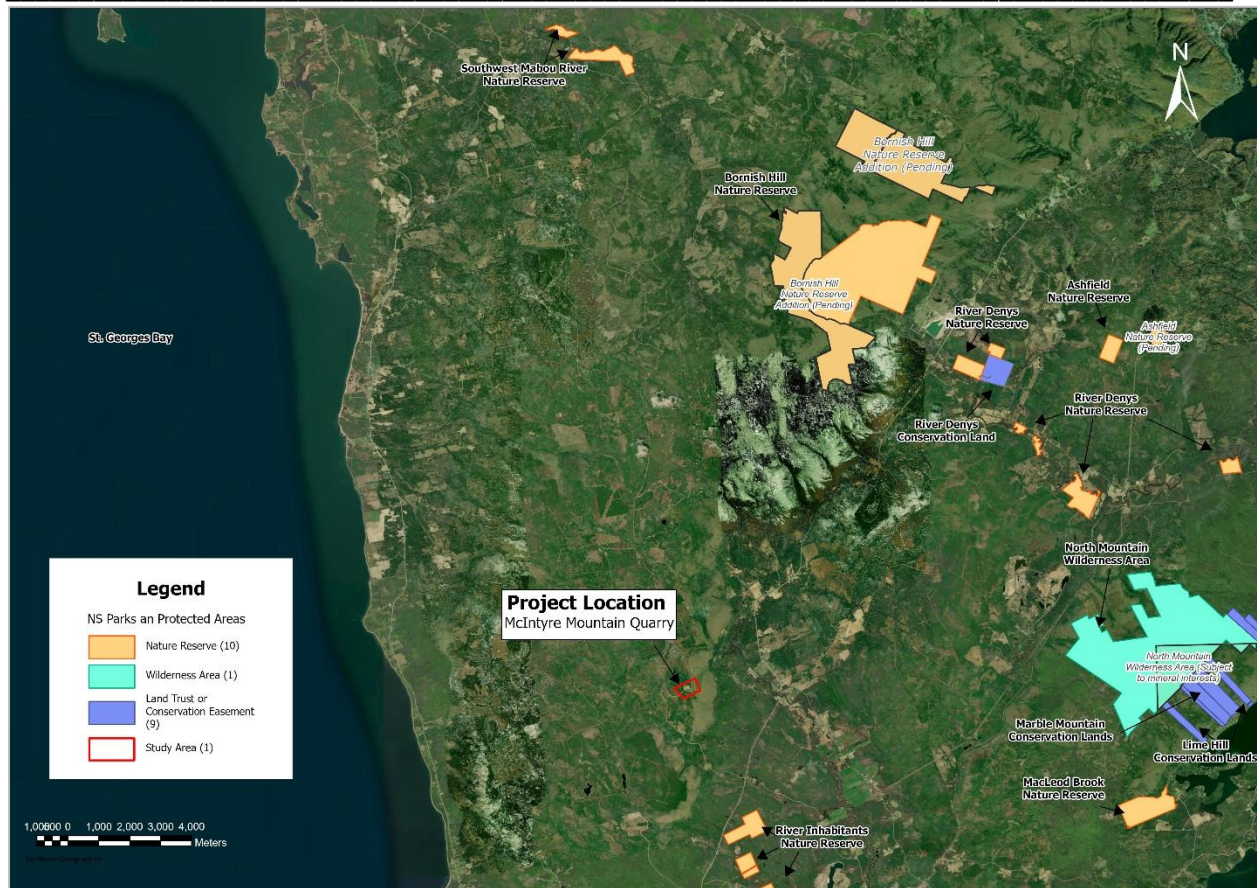 Southwest Mabou River
Nature Reserve
N
Bornish Hill
Nature Reserve
Addition (Pending)
Bornish Hill
Nature Reserve
Bornish Hill
Nature Reserve
Addition (Pending)
Ashfield
Nature Reserve
River Denys
Nature Reserve
Ashfield
Nature Reserve
(Pending)
St. Georges Bay
River Denys
Nature Reserve
River Denys
Conservation Land
North Mountain
Wilderness Area
Legend
NS Parks an Protected Areas
Nature Reserve (10)
Wilderness Area (1)
Land Trust or
Conservation Easement
(9)
Study Area (1)
Project Location
McIntyre Mountain Quarry
North Mountain
Wilderness Area (Subject
to mineral interests)
Marble Mountain
Conservation Lands
Lime Hill
Conservation Lands
MacLeod Brook
Nature Reserve
River Inhabitants
Nature Reserve
0 1,000 2,000 3,000 4,000
Meters